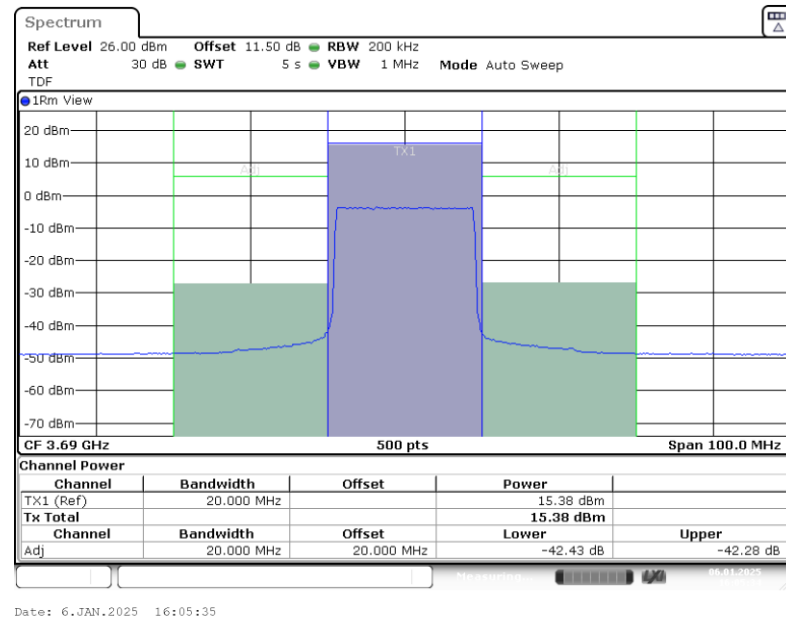 Spectrum
Ref Level 26.00 dBm Offset 11.50 dB RBW 200 kHz
Att 30 dB SWT 5 s VBW 1 MHz Mode Auto Sweep
TDF
1Rm View
20 dBm
10 dBm
0 dBm
-10 dBm
-20 dBm
-30 dBm
-40 dBm
-50 dBm
-60 dBm
-70 dBm
Adj TX1 Adj
CF 3.69 GHz 500 pts Span 100.0 MHz
Channel Power
Channel Bandwidth Offset Power
TX1 (Ref) 20.000 MHz 15.38 dBm
Tx Total 15.38 dBm
Channel Bandwidth Offset Lower Upper
Adj 20.000 MHz 20.000 MHz -42.43 dB -42.28 dB
Measuring... LXI 06.01.2025
Date: 6.JAN.2025 16:05:35